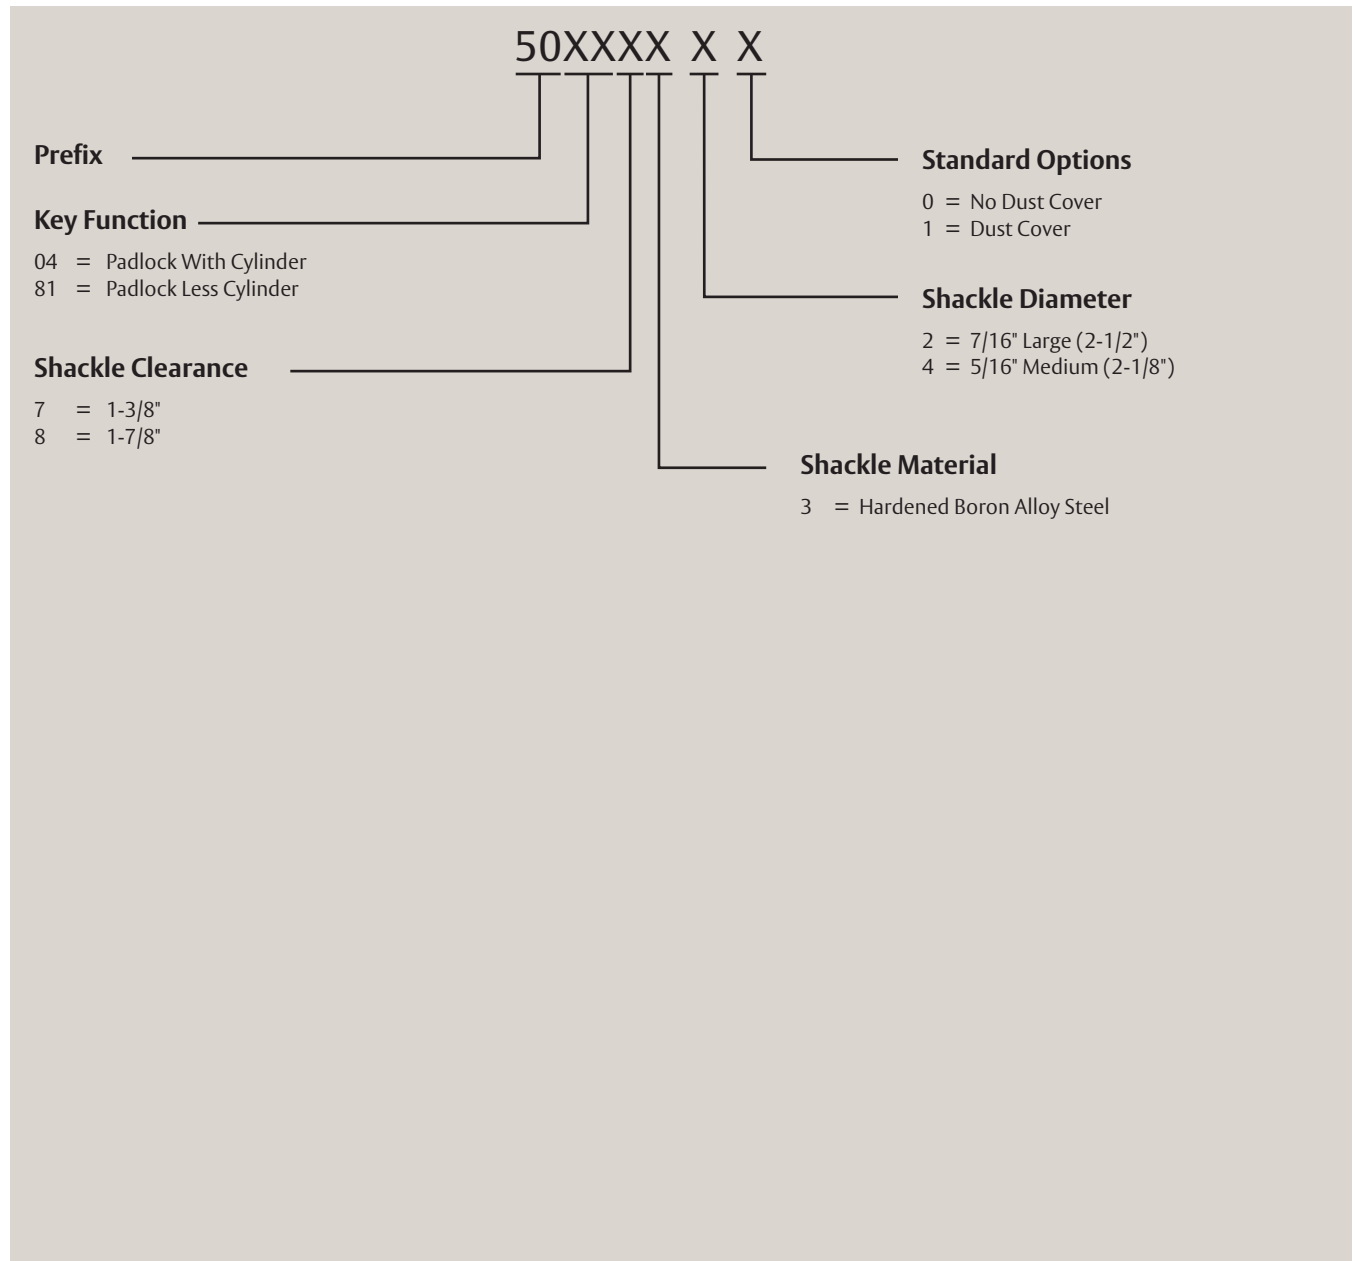 50XXXX X X
Prefix
Key Function
04 = Padlock With Cylinder
81 = Padlock Less Cylinder
Shackle Clearance
7 = 1-3/8"
8 = 1-7/8"
Standard Options
0 = No Dust Cover
1 = Dust Cover
Shackle Diameter
2 = 7/16" Large (2-1/2")
4 = 5/16" Medium (2-1/8")
Shackle Material
3 = Hardened Boron Alloy Steel